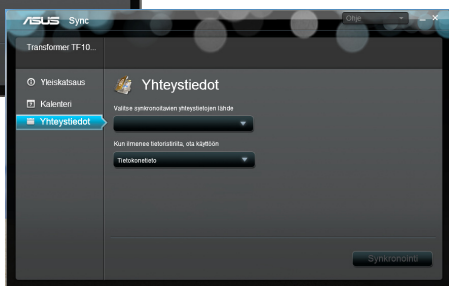 ASUS Sync
Ohje
Transformer TF10...
Yleiskatsaus
Kalenteri
Yhteystiedot
Yhteystiedot
Valitse synkronoitavien yhteystietojen lähde
Kun ilmenee tietoristiriita, ota käyttöön
Tietokonetieto
Synkronointi